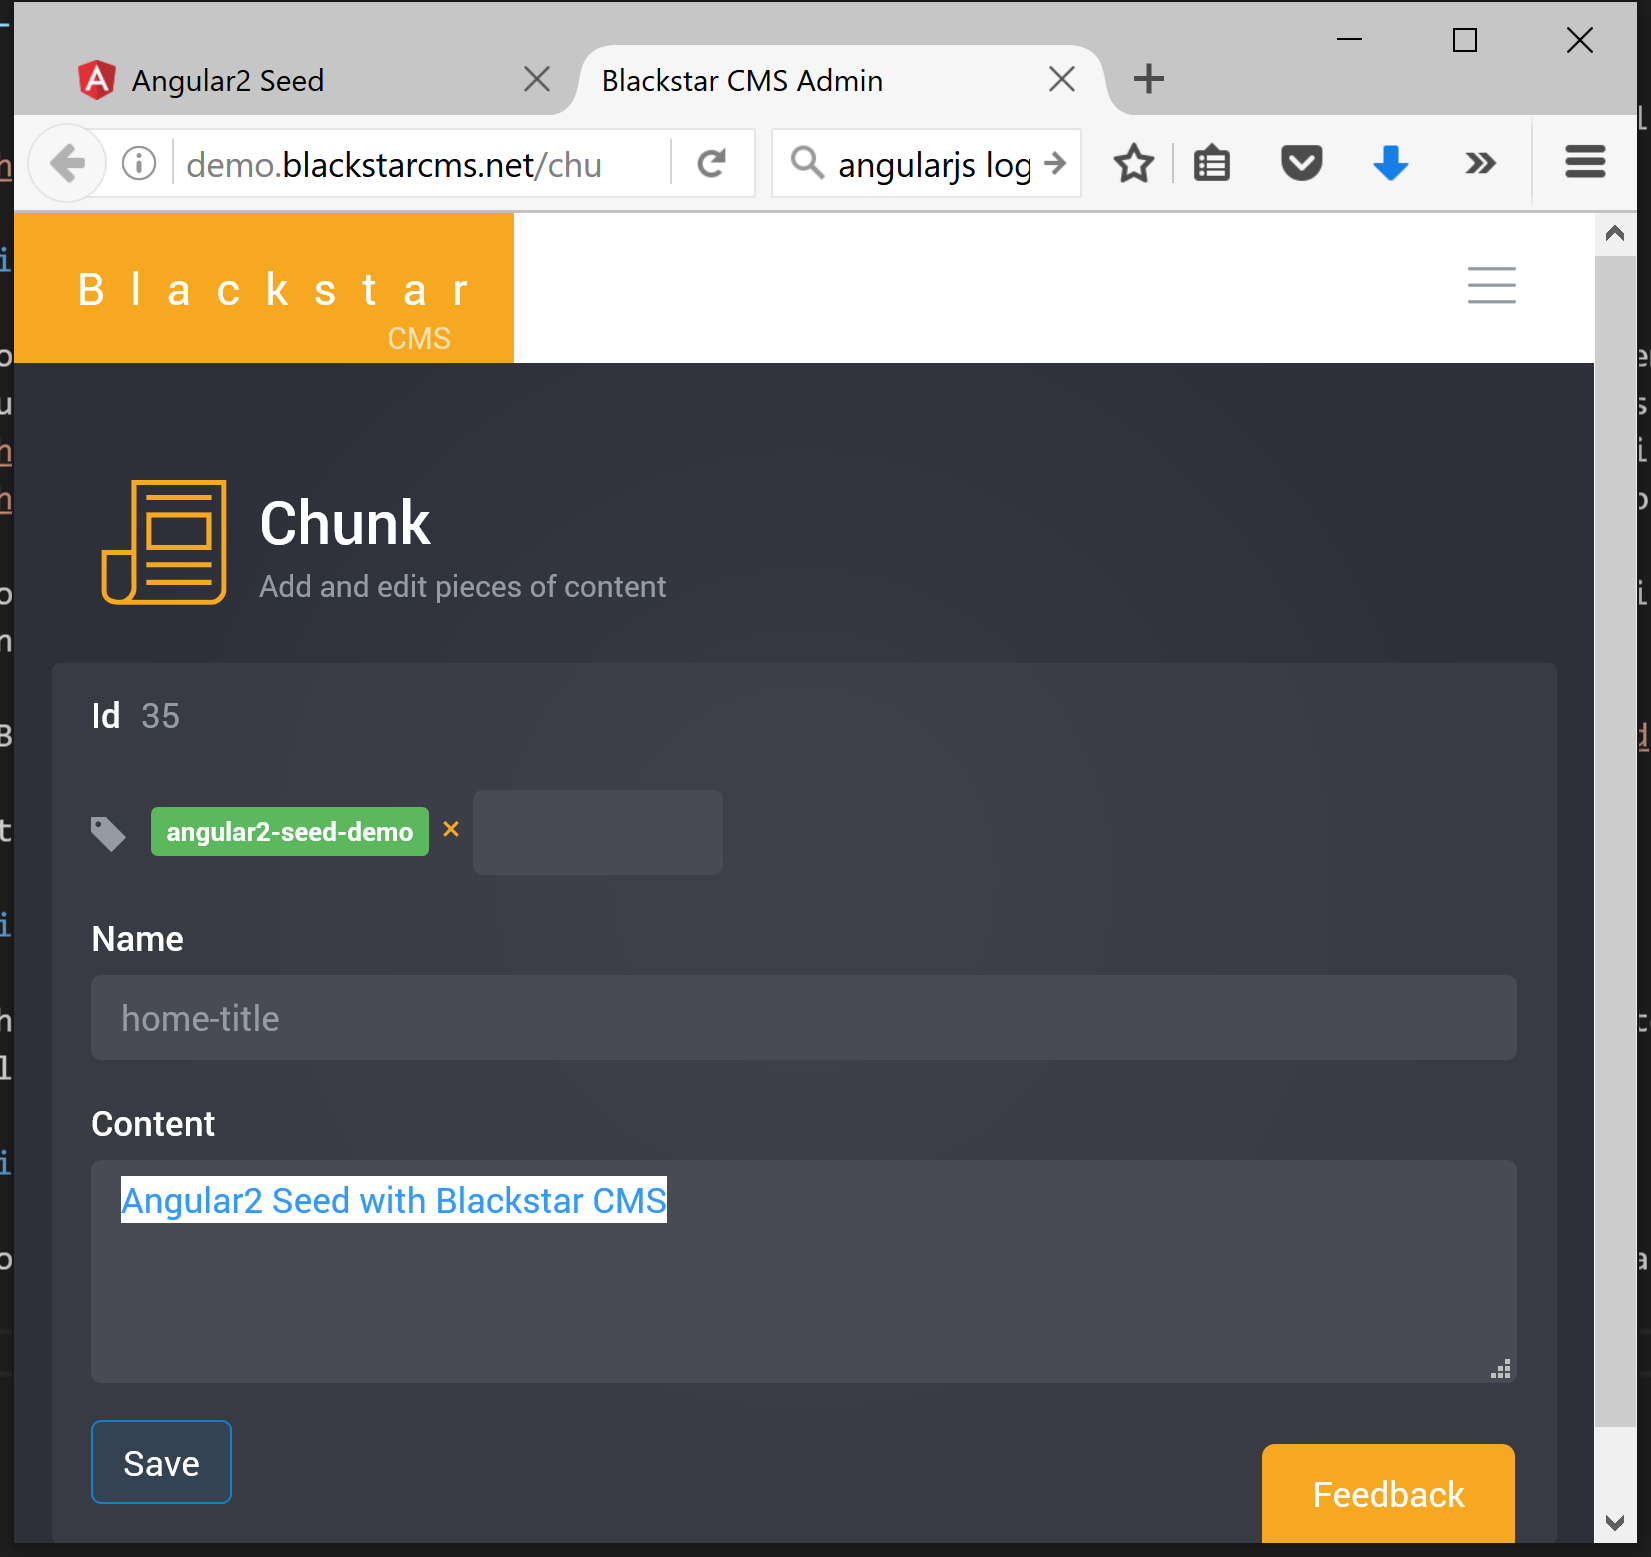 Angular2 Seed
Blackstar CMS Admin
demo.blackstarcms.net/chu
angularjs log
Blackstar
CMS
Chunk
Add and edit pieces of content
Id 35
angular2-seed-demo ×
Name
home-title
Content
Angular2 Seed with Blackstar CMS
Save
Feedback